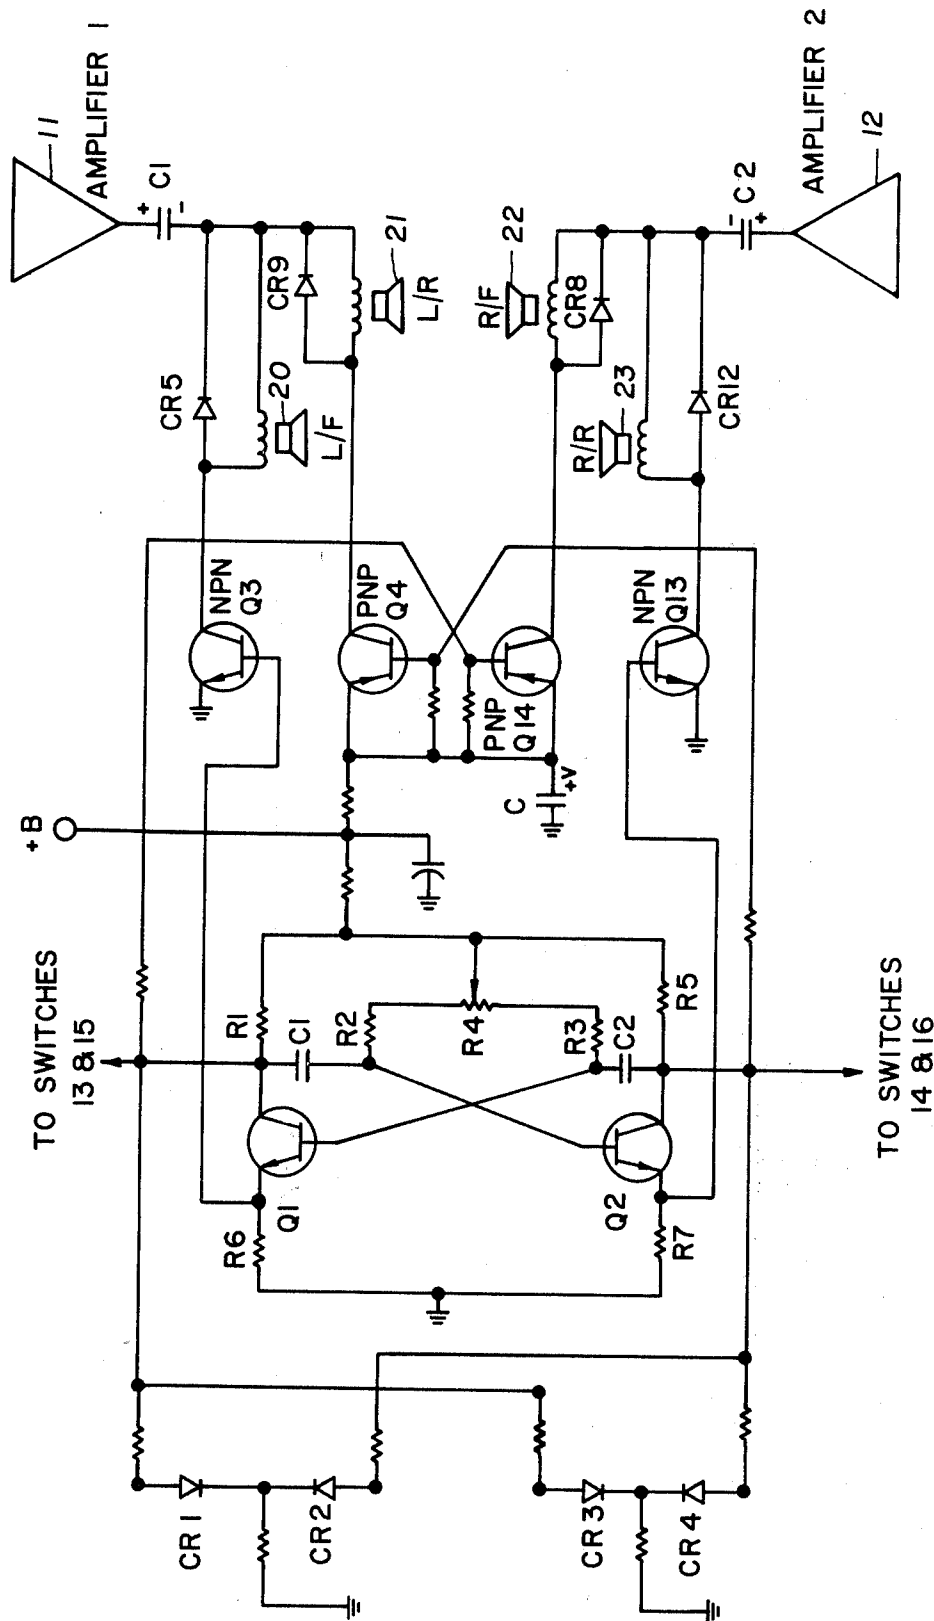 AMPLIFIER 1
11
C1
+
-
CR5
CR9
20
L/F
21
L/R
NPN
Q3
PNP
Q4
+B
TO SWITCHES
13 & 15
R1
C1
R2
R4
R3
C2
R5
Q1
R6
Q2
R7
CR1
CR2
CR3
CR4
C
+V
PNP
Q14
NPN
Q13
R/F
22
CR8
R/R
23
CR12
-
C2
+
AMPLIFIER 2
12
TO SWITCHES
14 & 16